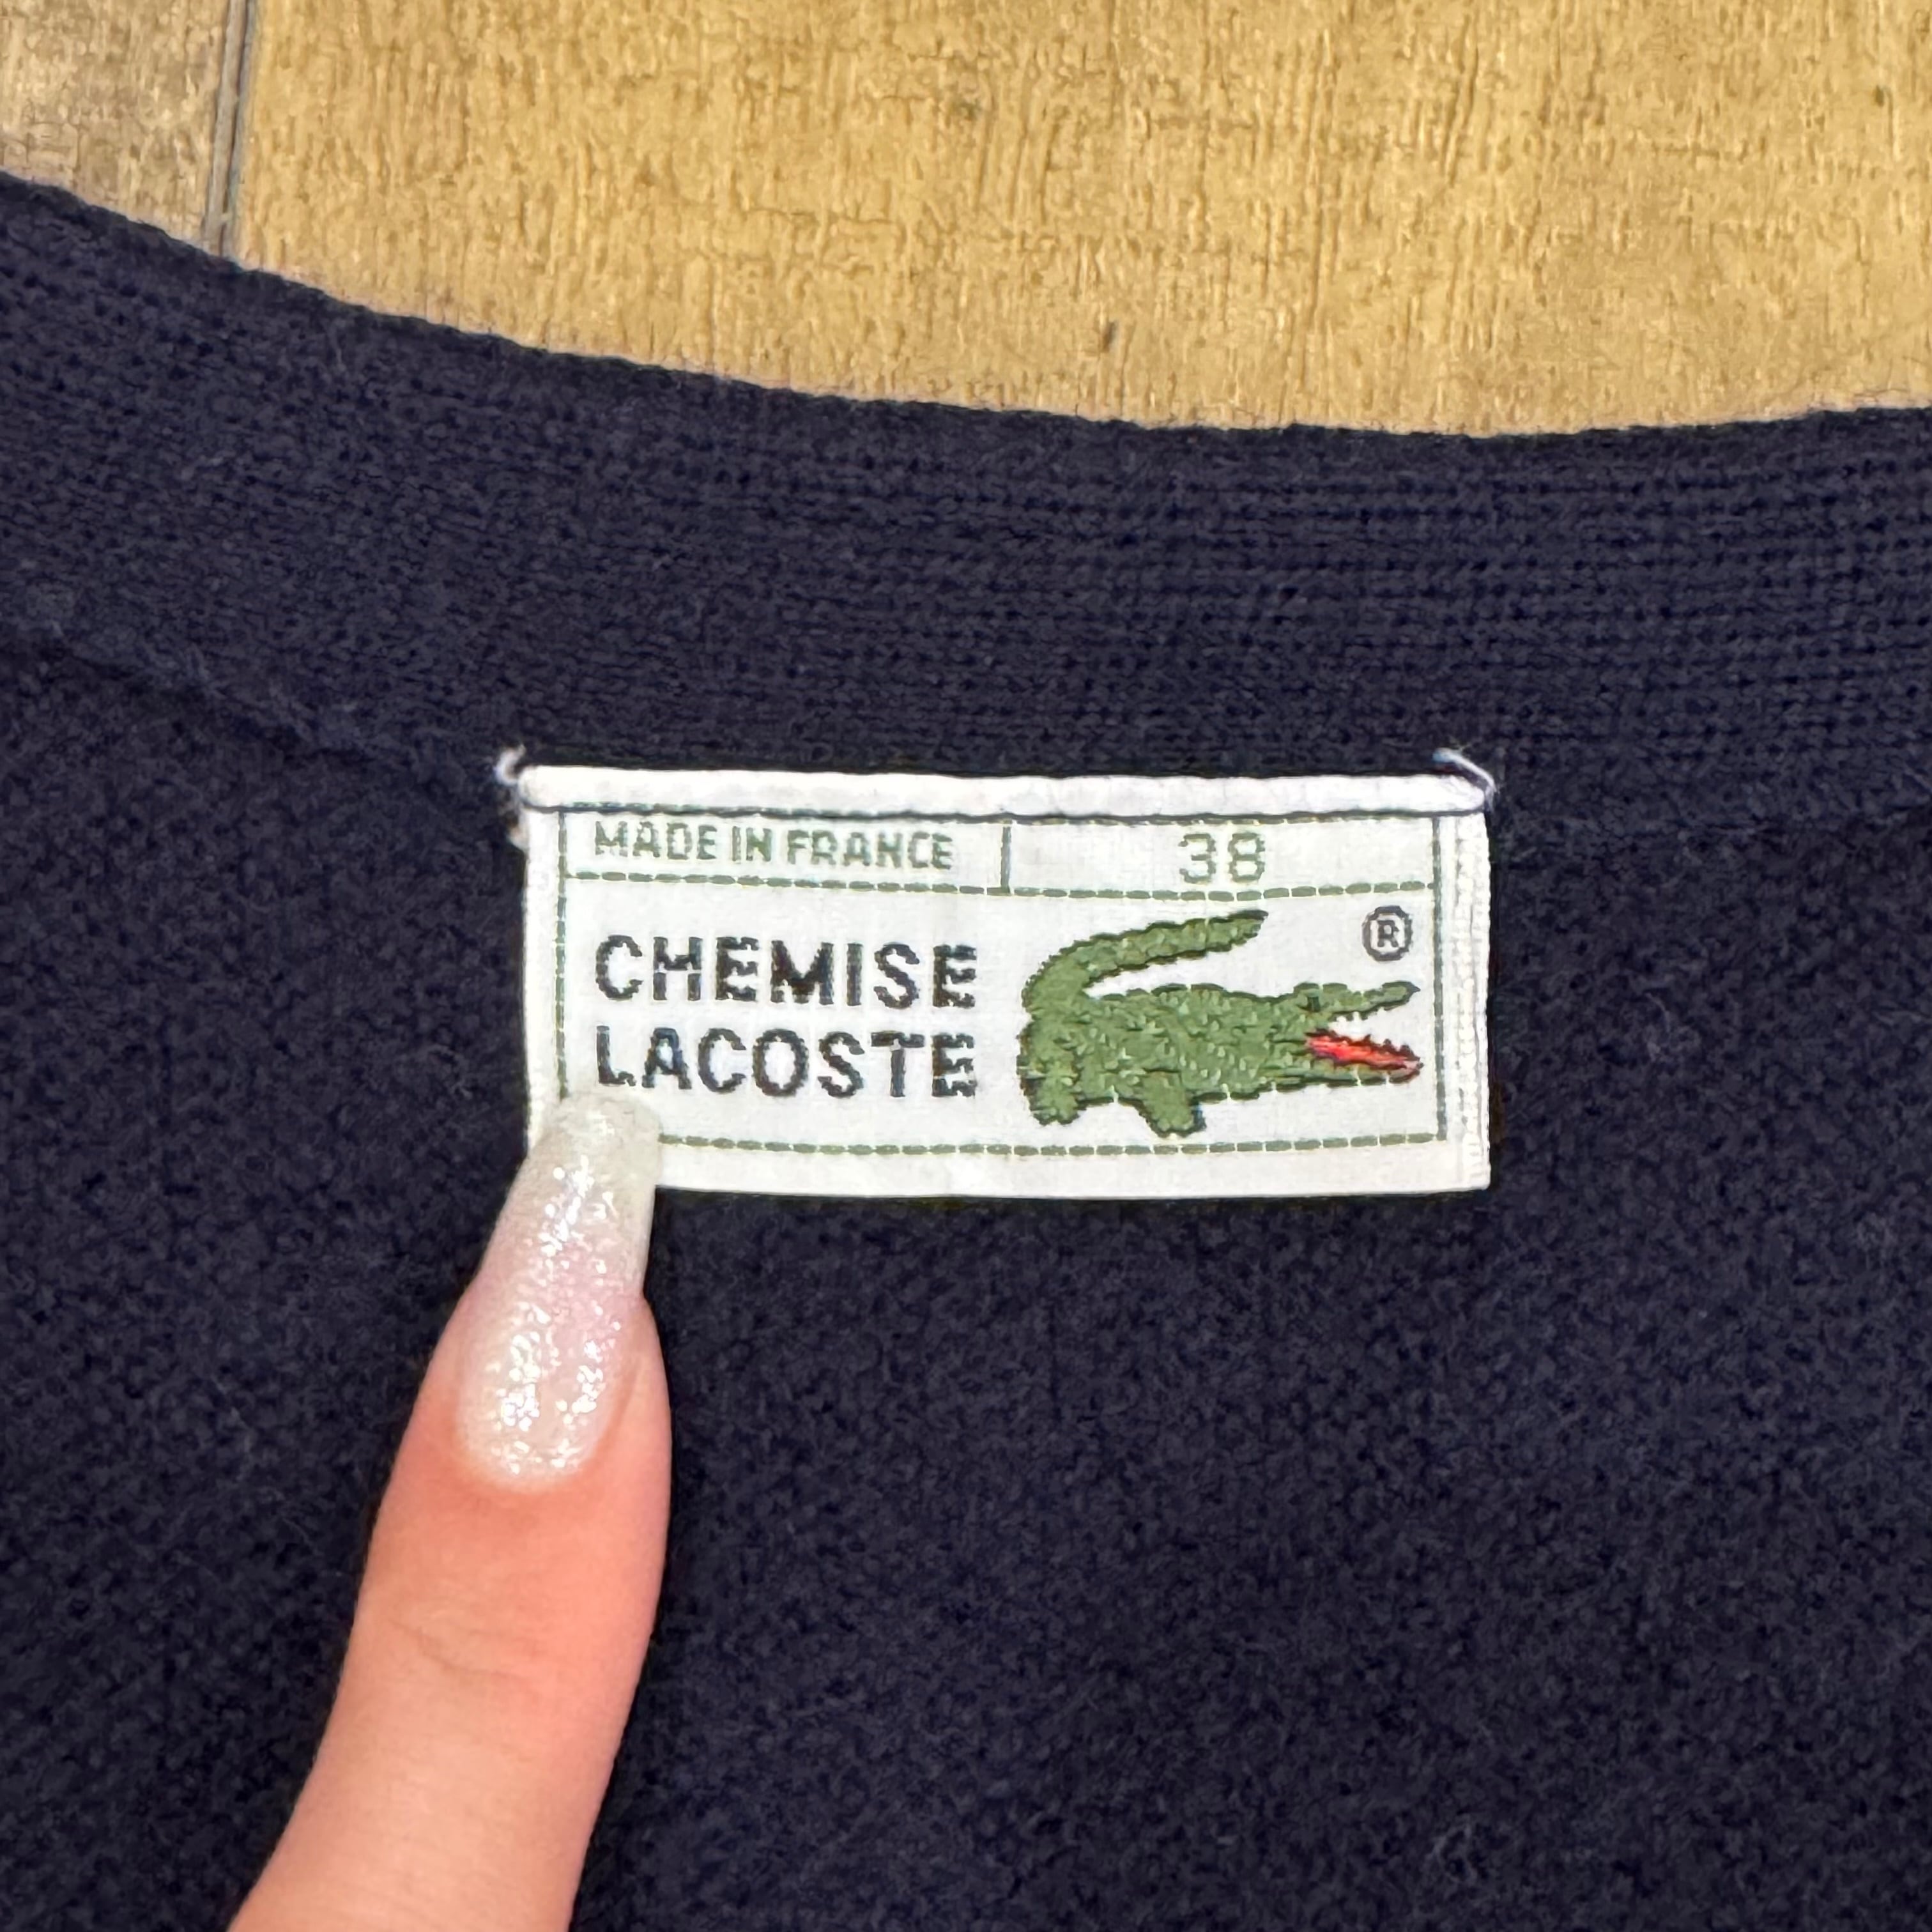 MADE IN FRANCE 38
CHEMISE ®
LACOSTE